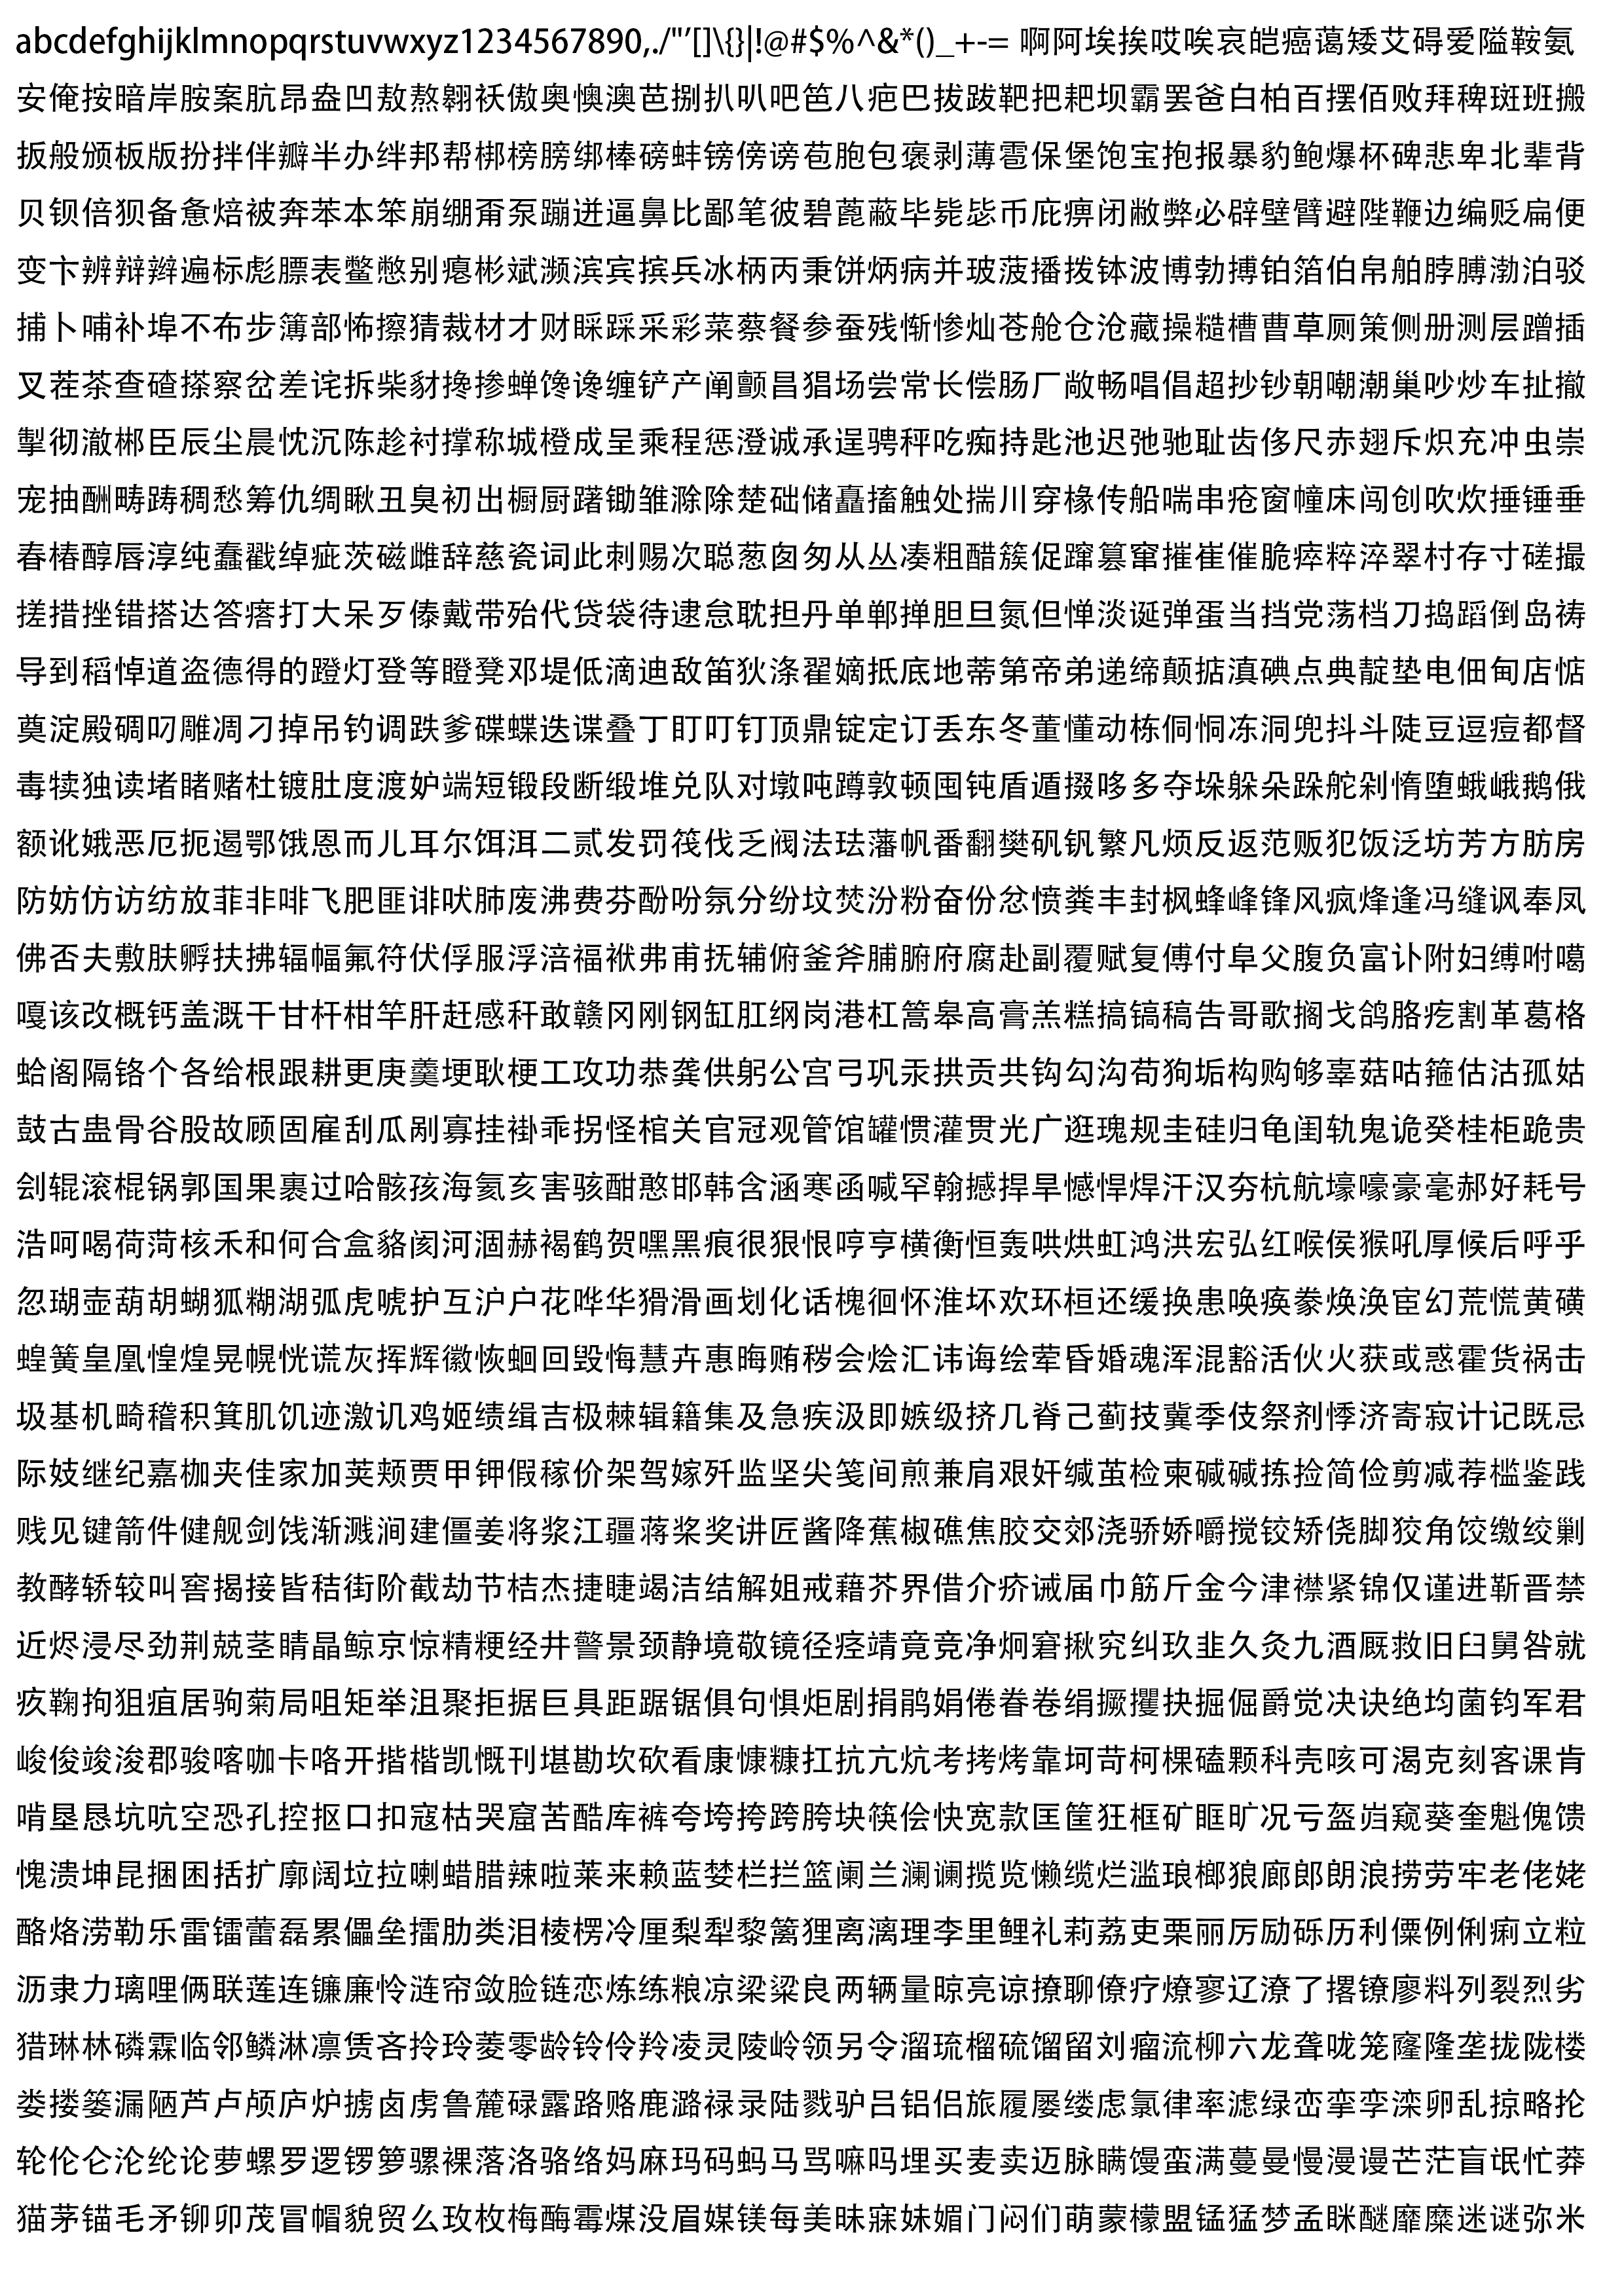 abcdefghijklmnopqrstuvwxyz1234567890,./"'[]\{}|!@#$%^&*()_+-= 啊阿埃挨哎唉哀皑癌蔼矮艾碍爱隘鞍氨
安俺按暗岸胺案肮昂盎凹敖熬翱袄傲奥懊澳芭捌扒叭吧笆八疤巴拔跋靶把耙坝霸罢爸白柏百摆佰败拜稗斑班搬
扳般颁板版扮拌伴瓣半办绊邦帮梆榜膀绑棒磅蚌镑傍谤苞胞包褒剥薄雹保堡饱宝抱报暴豹鲍爆杯碑悲卑北辈背
贝钡倍狈备惫焙被奔苯本笨崩绷甭泵蹦迸逼鼻比鄙笔彼碧蓖蔽毕毙毖币庇痹闭敝弊必辟壁臂避陛鞭边编贬扁便
变卞辨辩辫遍标彪膘表鳖憋别瘪彬斌濒滨宾摈兵冰柄丙秉饼炳病并玻菠播拨钵波博勃搏铂箔伯帛舶脖膊渤泊驳
捕卜哺补埠不布步簿部怖擦猜裁材才财睬踩采彩菜蔡餐参蚕残惭惨灿苍舱仓沧藏操糙槽曹草厕策侧册测层蹭插
叉茬茶查碴搽察岔差诧拆柴豺搀掺蝉馋谗缠铲产阐颤昌猖场尝常长偿肠厂敞畅唱倡超抄钞朝嘲潮巢吵炒车扯撤
掣彻澈郴臣辰尘晨忱沉陈趁衬撑称城橙成呈乘程惩澄诚承逞骋秤吃痴持匙池迟弛驰耻齿侈尺赤翅斥炽充冲虫崇
宠抽酬畴踌稠愁筹仇绸瞅丑臭初出橱厨躇锄雏滁除楚础储矗搐触处揣川穿椽传船喘串疮窗幢床闯创吹炊捶锤垂
春椿醇唇淳纯蠢戳绰疵茨磁雌辞慈瓷词此刺赐次聪葱囱匆从丛凑粗醋簇促蹿篡窜摧崔催脆瘁粹淬翠村存寸磋撮
搓措挫错搭达答瘩打大呆歹傣戴带殆代贷袋待逮怠耽担丹单郸掸胆旦氮但惮淡诞弹蛋当挡党荡档刀捣蹈倒岛祷
导到稻悼道盗德得的蹬灯登等瞪凳邓堤低滴迪敌笛狄涤翟嫡抵底地蒂第帝弟递缔颠掂滇碘点典靛垫电佃甸店惦
奠淀殿碉叼雕凋刁掉吊钓调跌爹碟蝶迭谍叠丁盯叮钉顶鼎锭定订丢东冬董懂动栋侗恫冻洞兜抖斗陡豆逗痘都督
毒犊独读堵睹赌杜镀肚度渡妒端短锻段断缎堆兑队对墩吨蹲敦顿囤钝盾遁掇哆多夺垛躲朵跺舵剁惰堕蛾峨鹅俄
额讹娥恶厄扼遏鄂饿恩而儿耳尔饵洱二贰发罚筏伐乏阀法珐藩帆番翻樊矾钒繁凡烦反返范贩犯饭泛坊芳方肪房
防妨仿访纺放菲非啡飞肥匪诽吠肺废沸费芬酚吩氛分纷坟焚汾粉奋份忿愤粪丰封枫蜂峰锋风疯烽逢冯缝讽奉凤
佛否夫敷肤孵扶拂辐幅氟符伏俘服浮涪福袱弗甫抚辅俯釜斧脯腑府腐赴副覆赋复傅付阜父腹负富讣附妇缚咐噶
嘎该改概钙盖溉干甘杆柑竿肝赶感秆敢赣冈刚钢缸肛纲岗港杠篙皋高膏羔糕搞镐稿告哥歌搁戈鸽胳疙割革葛格
蛤阁隔铬个各给根跟耕更庚羹埂耿梗工攻功恭龚供躬公宫弓巩汞拱贡共钩勾沟苟狗垢构购够辜菇咕箍估沽孤姑
鼓古蛊骨谷股故顾固雇刮瓜剐寡挂褂乖拐怪棺关官冠观管馆罐惯灌贯光广逛瑰规圭硅归龟闺轨鬼诡癸桂柜跪贵
刽辊滚棍锅郭国果裹过哈骸孩海氦亥害骇酣憨邯韩含涵寒函喊罕翰撼捍旱憾悍焊汗汉夯杭航壕嚎豪毫郝好耗号
浩呵喝荷菏核禾和何合盒貉阂河涸赫褐鹤贺嘿黑痕很狠恨哼亨横衡恒轰哄烘虹鸿洪宏弘红喉侯猴吼厚候后呼乎
忽瑚壶葫胡蝴狐糊湖弧虎唬护互沪户花哗华猾滑画划化话槐徊怀淮坏欢环桓还缓换患唤痪豢焕涣宦幻荒慌黄磺
蝗簧皇凰惶煌晃幌恍谎灰挥辉徽恢蛔回毁悔慧卉惠晦贿秽会烩汇讳诲绘荤昏婚魂浑混豁活伙火获或惑霍货祸击
圾基机畸稽积箕肌饥迹激讥鸡姬绩缉吉极棘辑籍集及急疾汲即嫉级挤几脊己蓟技冀季伎祭剂悸济寄寂计记既忌
际妓继纪嘉枷夹佳家加荚颊贾甲钾假稼价架驾嫁歼监坚尖笺间煎兼肩艰奸缄茧检柬碱碱拣捡简俭剪减荐槛鉴践
贱见键箭件健舰剑饯渐溅涧建僵姜将浆江疆蒋桨奖讲匠酱降蕉椒礁焦胶交郊浇骄娇嚼搅铰矫侥脚狡角饺缴绞剿
教酵轿较叫窖揭接皆秸街阶截劫节桔杰捷睫竭洁结解姐戒藉芥界借介疥诫届巾筋斤金今津襟紧锦仅谨进靳晋禁
近烬浸尽劲荆兢茎睛晶鲸京惊精粳经井警景颈静境敬镜径痉靖竟竞净炯窘揪究纠玖韭久灸九酒厩救旧臼舅咎就
疚鞠拘狙疽居驹菊局咀矩举沮聚拒据巨具距踞锯俱句惧炬剧捐鹃娟倦眷卷绢撅攫抉掘倔爵觉决诀绝均菌钧军君
峻俊竣浚郡骏喀咖卡咯开揩楷凯慨刊堪勘坎砍看康慷糠扛抗亢炕考拷烤靠坷苛柯棵磕颗科壳咳可渴克刻客课肯
啃垦恳坑吭空恐孔控抠口扣寇枯哭窟苦酷库裤夸垮挎跨胯块筷侩快宽款匡筐狂框矿眶旷况亏盔岿窥葵奎魁傀馈
愧溃坤昆捆困括扩廓阔垃拉喇蜡腊辣啦莱来赖蓝婪栏拦篮阑兰澜谰揽览懒缆烂滥琅榔狼廊郎朗浪捞劳牢老佬姥
酪烙涝勒乐雷镭蕾磊累儡垒擂肋类泪棱楞冷厘梨犁黎篱狸离漓理李里鲤礼莉荔吏栗丽厉励砾历利傈例俐痢立粒
沥隶力璃哩俩联莲连镰廉怜涟帘敛脸链恋炼练粮凉梁粱良两辆量晾亮谅撩聊僚疗燎寥辽潦了撂镣廖料列裂烈劣
猎琳林磷霖临邻鳞淋凛赁吝拎玲菱零龄铃伶羚凌灵陵岭领另令溜琉榴硫馏留刘瘤流柳六龙聋咙笼窿隆垄拢陇楼
娄搂篓漏陋芦卢颅庐炉掳卤虏鲁麓碌露路赂鹿潞禄录陆戮驴吕铝侣旅履屡缕虑氯律率滤绿峦挛孪滦卵乱掠略抡
轮伦仑沦纶论萝螺罗逻锣箩骡裸落洛骆络妈麻玛码蚂马骂嘛吗埋买麦卖迈脉瞒馒蛮满蔓曼慢漫谩芒茫盲氓忙莽
猫茅锚毛矛铆卯茂冒帽貌贸么玫枚梅酶霉煤没眉媒镁每美昧寐妹媚门闷们萌蒙檬盟锰猛梦孟眯醚靡糜迷谜弥米